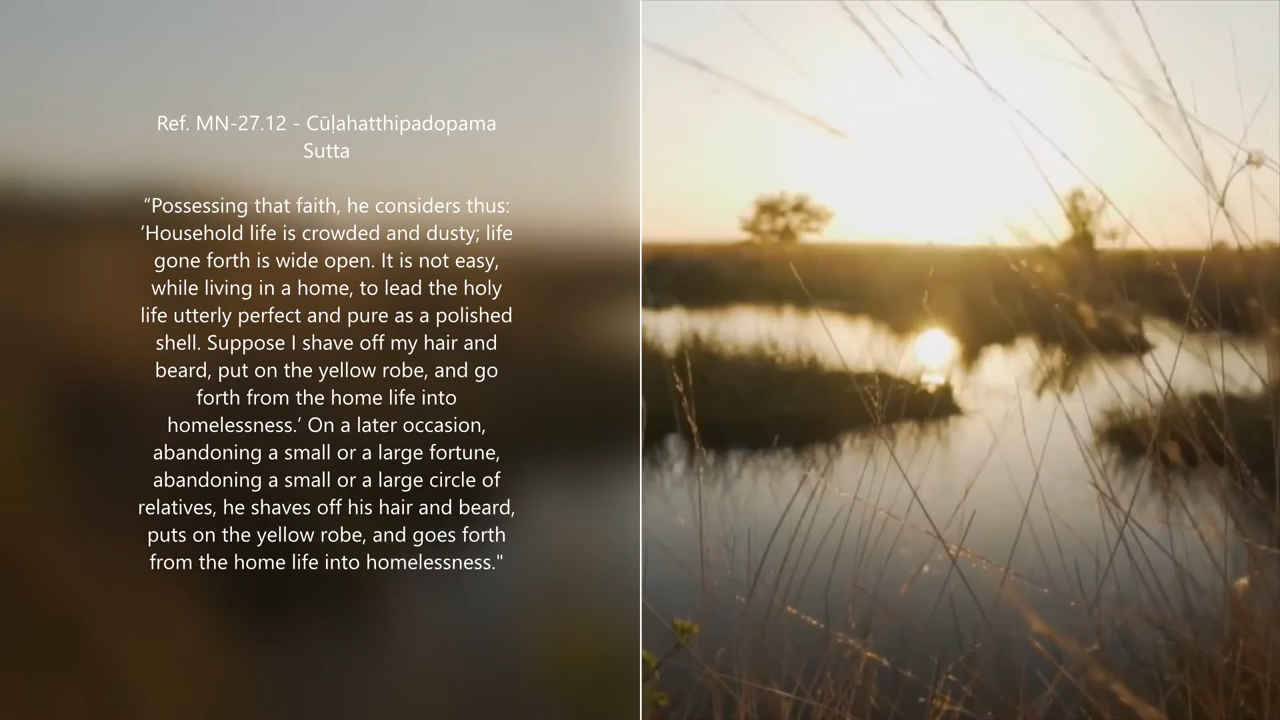 Ref. MN-27.12 - Cūḷahatthipadopama
Sutta
“Possessing that faith, he considers thus:
‘Household life is crowded and dusty; life
gone forth is wide open. It is not easy,
while living in a home, to lead the holy
life utterly perfect and pure as a polished
shell. Suppose I shave off my hair and
beard, put on the yellow robe, and go
forth from the home life into
homelessness.’ On a later occasion,
abandoning a small or a large fortune,
abandoning a small or a large circle of
relatives, he shaves off his hair and beard,
puts on the yellow robe, and goes forth
from the home life into homelessness."